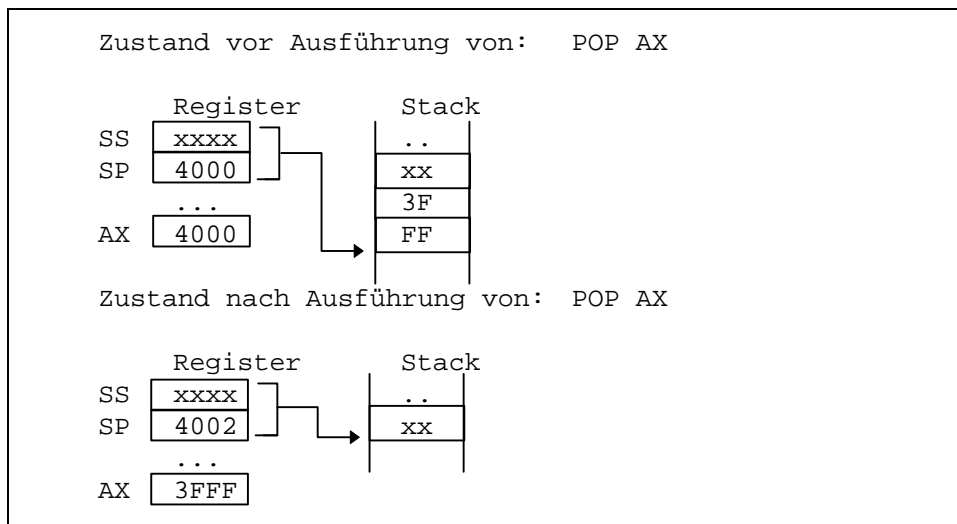 Zustand vor Ausführung von: POP AX
Register Stack
SS xxxx ..
SP 4000 xx
... 3F
AX 4000 FF
Zustand nach Ausführung von: POP AX
Register Stack
SS xxxx ..
SP 4002 xx
...
AX 3FFF